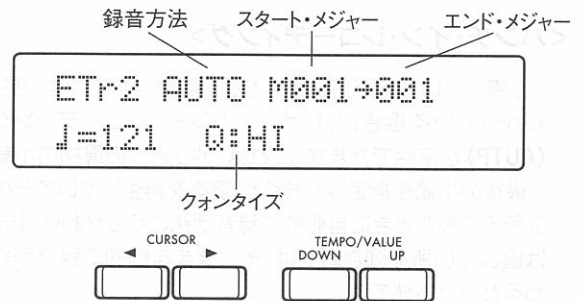 録音方法 スタート・メジャー エンド・メジャー
ETr2 AUTO M001→001
♩=121 Q:HI
クォンタイズ
CURSOR TEMPO/VALUE
◄ ► DOWN UP